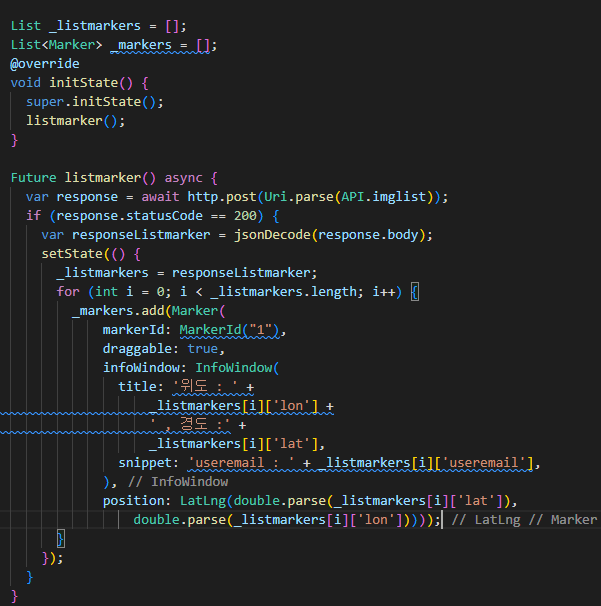 List _listmarkers = [];
List<Marker> _markers = [];
@override
void initState() {
super.initState();
listmarker();
}
Future listmarker() async {
var response = await http.post(Uri.parse(API.imglist));
if (response.statusCode == 200) {
var responseListmarker = jsonDecode(response.body);
setState(() {
_listmarkers = responseListmarker;
for (int i = 0; i < _listmarkers.length; i++) {
_markers.add(Marker(
markerId: MarkerId("1"),
draggable: true,
infoWindow: InfoWindow(
title: '위도 : ' +
_listmarkers[i]['lon'] +
' , 경도 :' +
_listmarkers[i]['lat'],
snippet: 'useremail : ' + _listmarkers[i]['useremail'],
), // InfoWindow
position: LatLng(double.parse(_listmarkers[i]['lat']),
double.parse(_listmarkers[i]['lon'])))); // LatLng // Marker
}
});
}
}